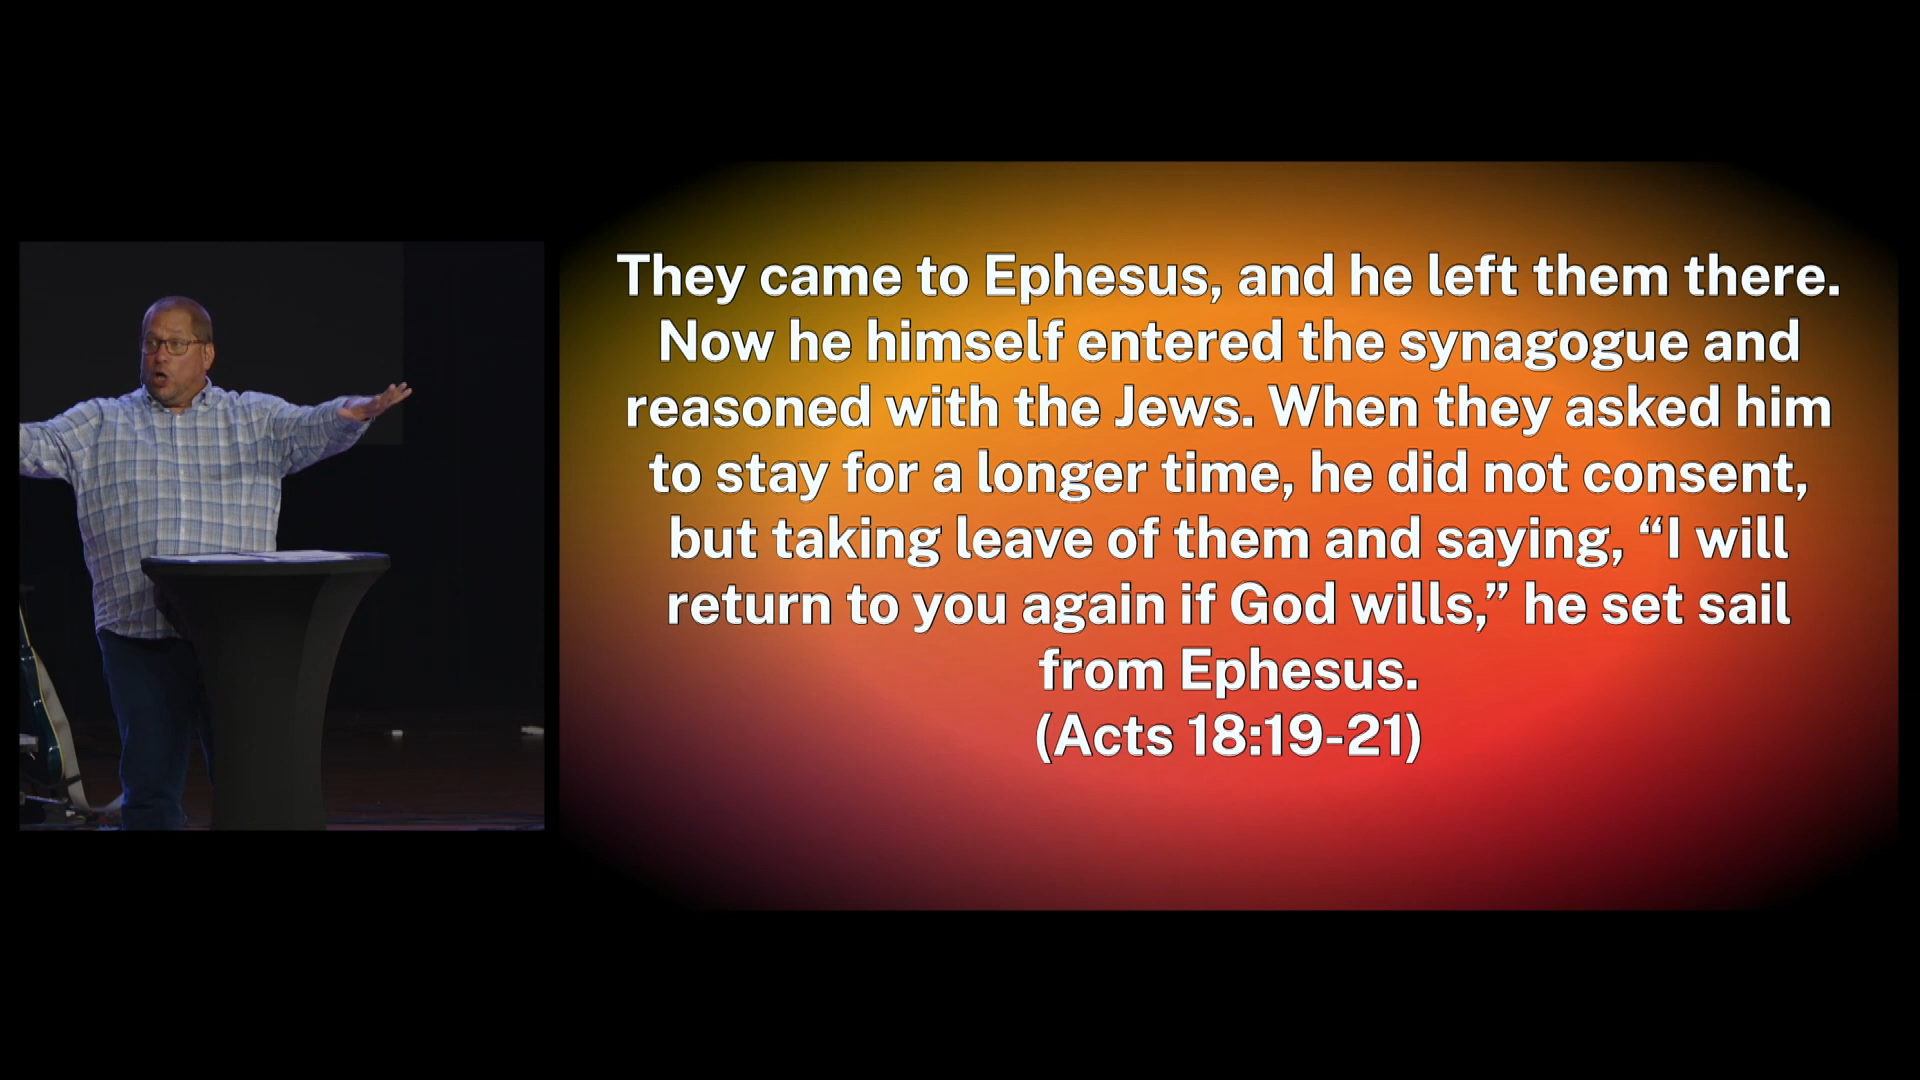 They came to Ephesus, and he left them there.
Now he himself entered the synagogue and
reasoned with the Jews. When they asked him
to stay for a longer time, he did not consent,
but taking leave of them and saying, “I will
return to you again if God wills,” he set sail
from Ephesus.
(Acts 18:19-21)